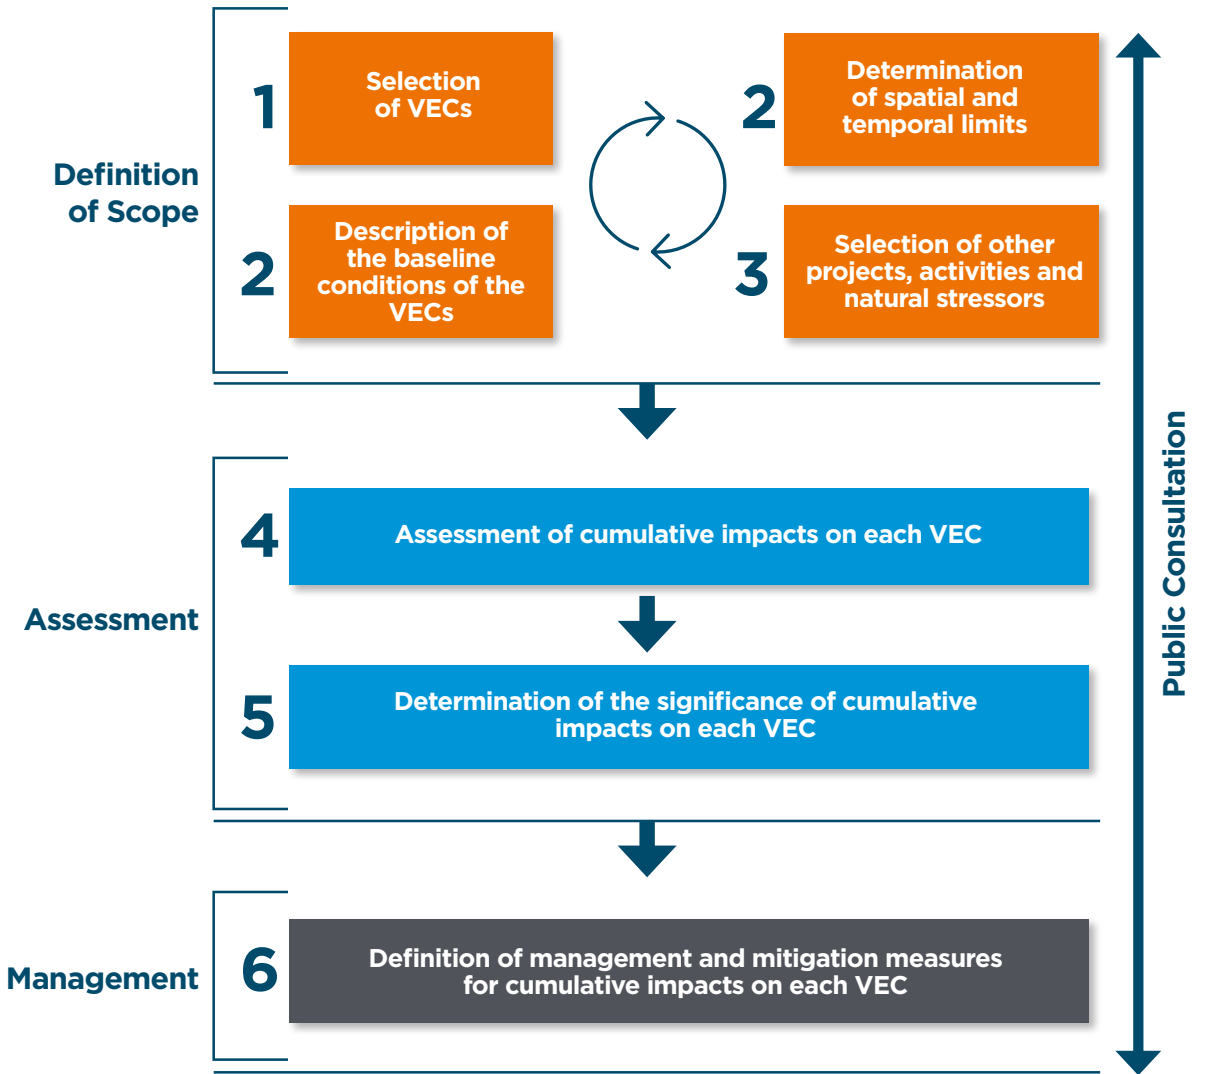 Definition
of Scope
1
Selection
of VECs
2
Determination
of spatial and
temporal limits
2
Description of
the baseline
conditions of the
VECs
3
Selection of other
projects, activities and
natural stressors
Assessment
4
Assessment of cumulative impacts on each VEC
5
Determination of the significance of cumulative
impacts on each VEC
Management
6
Definition of management and mitigation measures
for cumulative impacts on each VEC
Public Consultation